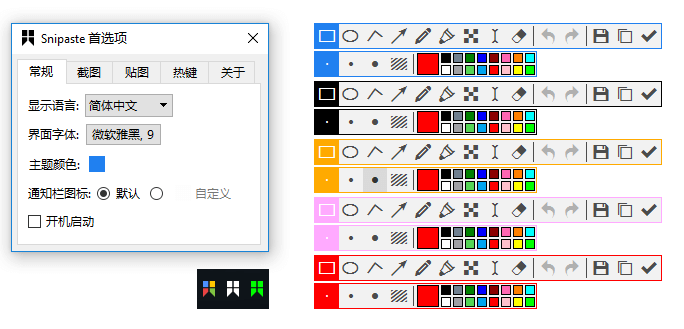 Snipaste 首选项
常规 截图 贴图 热键 关于
显示语言: 简体中文
界面字体: 微软雅黑, 9
主题颜色:
通知栏图标: 默认 自定义
开机启动